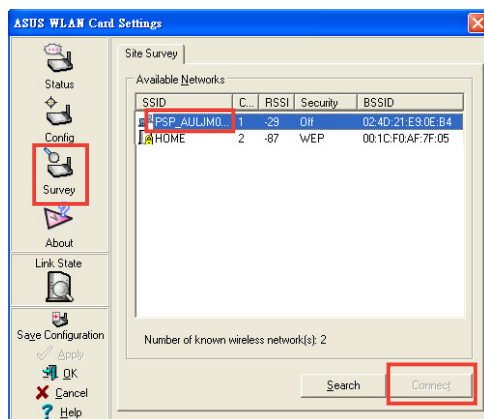 ASUS WLAN Card Settings
Status
Config
Survey
About
Link State
Save Configuration
Apply
OK
Cancel
Help
Site Survey
Available Networks
SSID C... RSSI Security BSSID
PSP_AULJM0... 1 -29 Off 02:4D:21:E9:0E:B4
HOME 2 -87 WEP 00:1C:F0:AF:7F:05
Number of known wireless network(s): 2
Search Connect